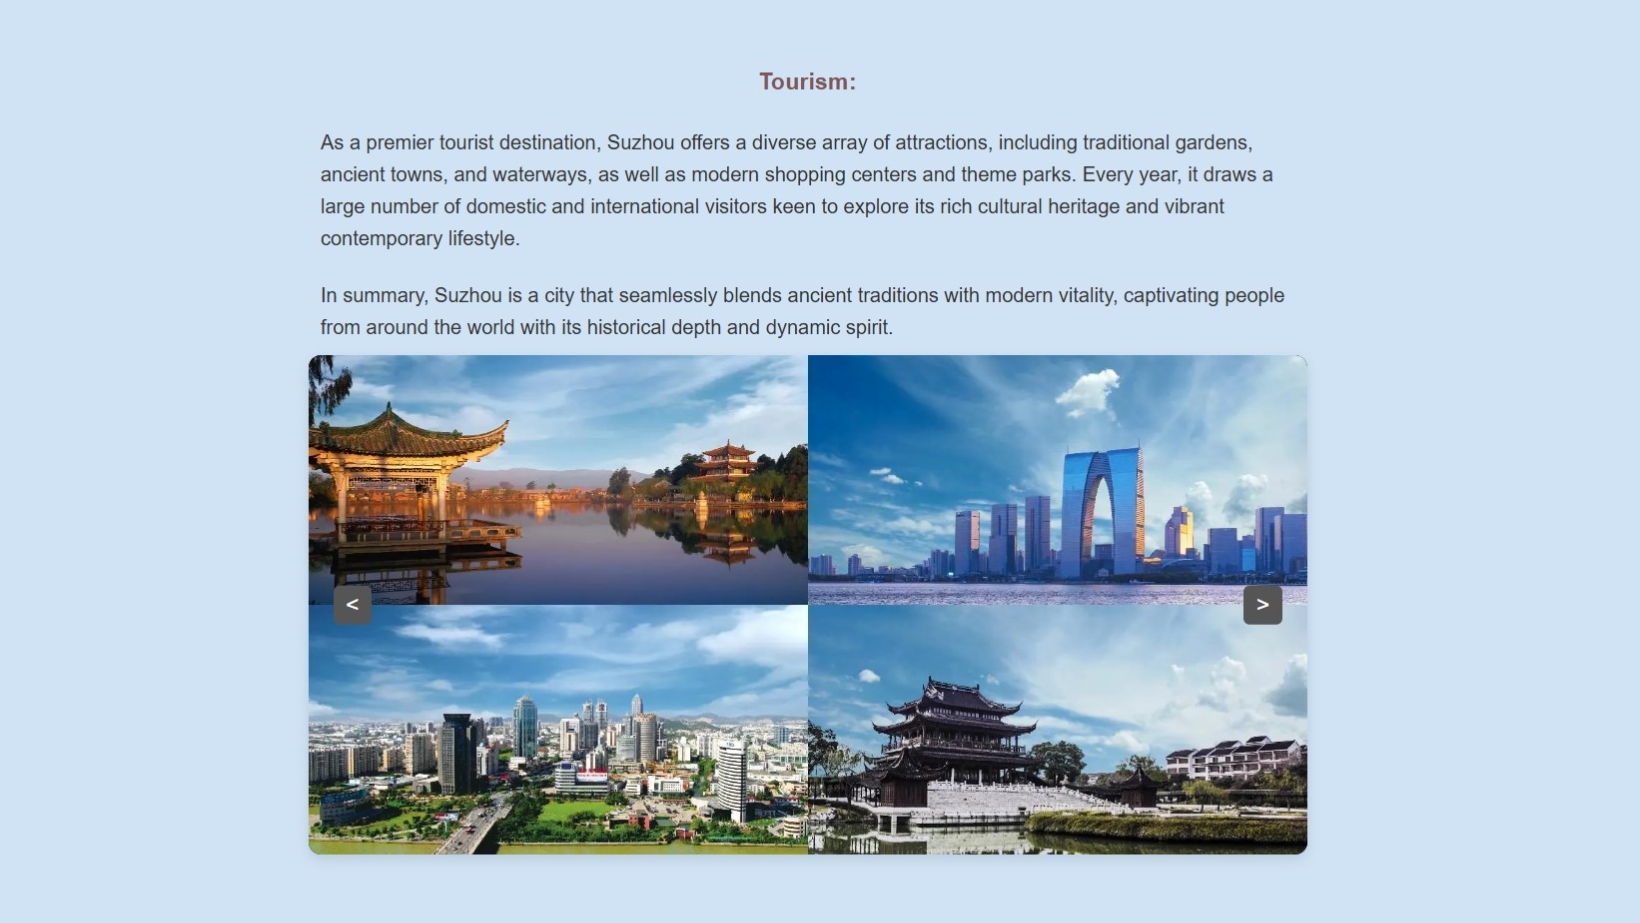 Tourism:
As a premier tourist destination, Suzhou offers a diverse array of attractions, including traditional gardens,
ancient towns, and waterways, as well as modern shopping centers and theme parks. Every year, it draws a
large number of domestic and international visitors keen to explore its rich cultural heritage and vibrant
contemporary lifestyle.
In summary, Suzhou is a city that seamlessly blends ancient traditions with modern vitality, captivating people
from around the world with its historical depth and dynamic spirit.
< >